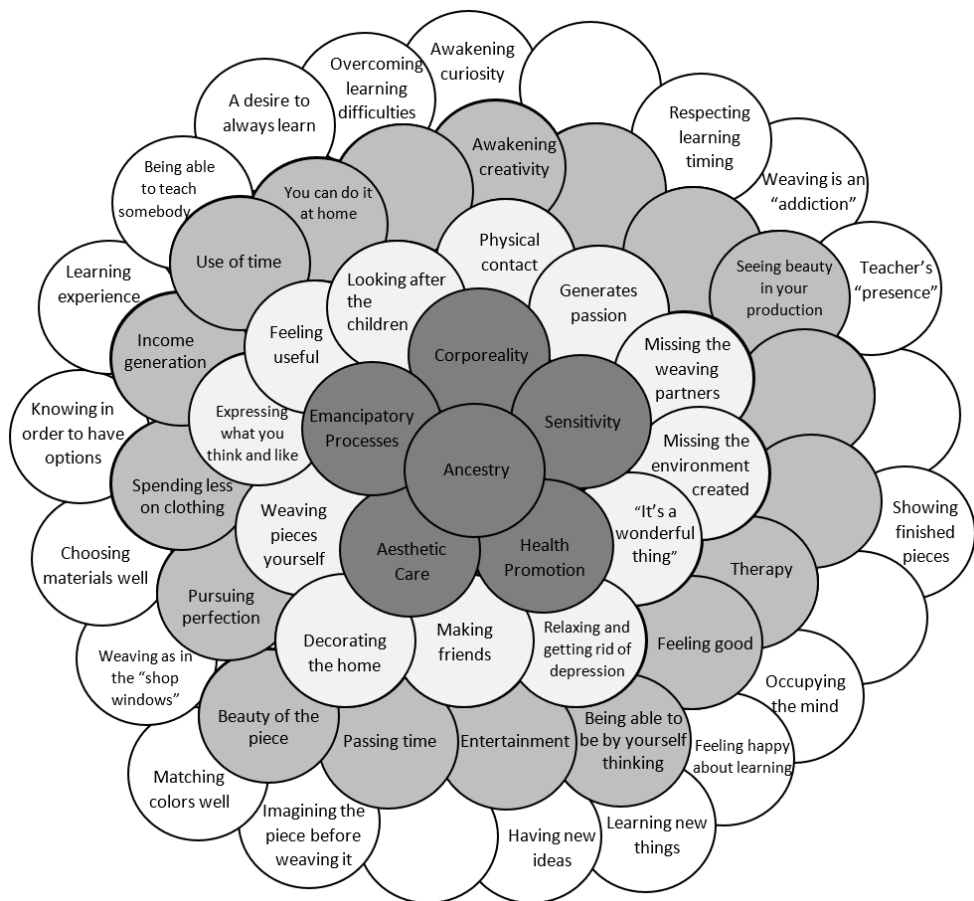 Awakening
curiosity
Overcoming
learning
difficulties
A desire to
always learn
Respecting
learning
timing
Awakening
creativity
Being able
to teach
somebody
You can do it
at home
Weaving is an
“addiction”
Physical
contact
Use of time
Looking after
the
children
Generates
passion
Seeing beauty
in your
production
Teacher’s
“presence”
Learning
experience
Income
generation
Feeling
useful
Corporeality
Missing the
weaving
partners
Knowing in
order to have
options
Expressing
what you
think and like
Emancipatory
Processes
Sensitivity
Missing the
environment
created
Ancestry
Spending less
on clothing
Weaving
pieces
yourself
“It’s a
wonderful
thing”
Showing
finished
pieces
Choosing
materials well
Aesthetic
Care
Health
Promotion
Therapy
Pursuing
perfection
Decorating
the home
Making
friends
Relaxing and
getting rid of
depression
Feeling good
Weaving as in
the “shop
windows”
Occupying
the mind
Beauty of the
piece
Passing time
Entertainment
Being able to
be by yourself
thinking
Feeling happy
about learning
Matching
colors well
Imagining the
piece before
weaving it
Having new
ideas
Learning new
things